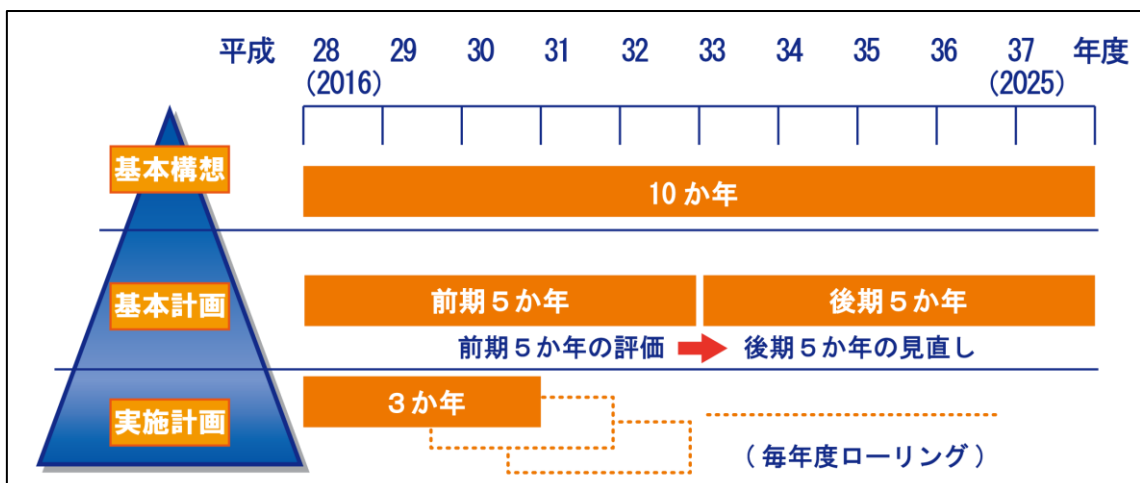 平成 28 29 30 31 32 33 34 35 36 37 年度
(2016) (2025)
基本構想
10か年
基本計画
前期5か年 後期5か年
前期5か年の評価 後期5か年の見直し
実施計画
3か年
(毎年度ローリング)